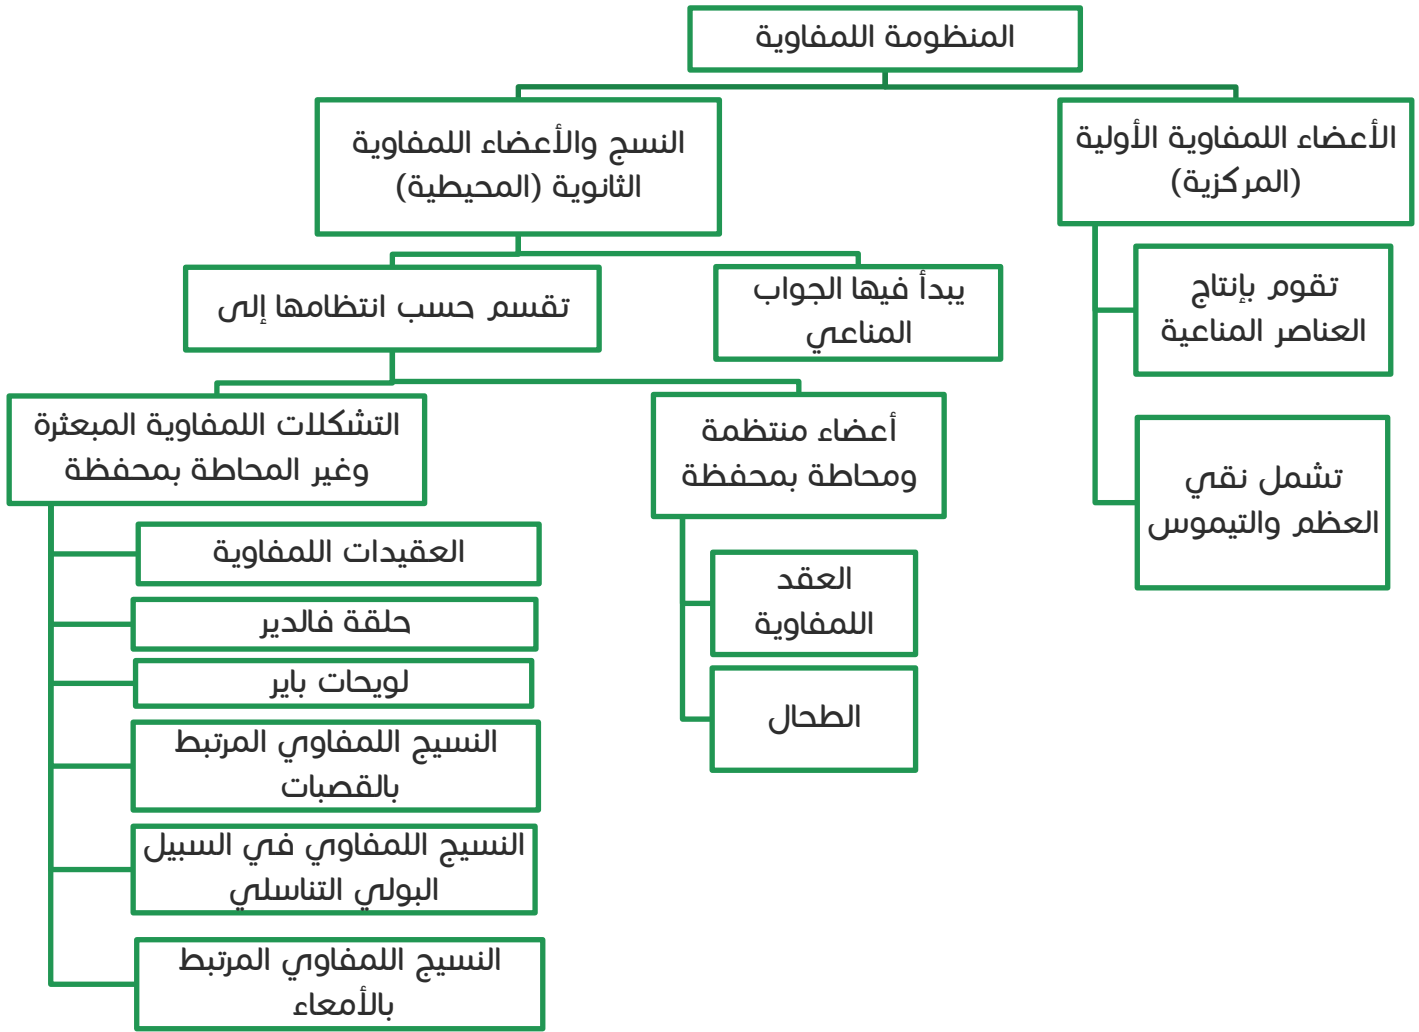 المنظومة اللمفاوية
الأعضاء اللمفاوية الأولية
(المركزية)
تقوم بإنتاج
العناصر المناعية
تشمل نقي
العظم والتيموس
النسج والأعضاء اللمفاوية
الثانوية (المحيطية)
يبدأ فيها الجواب
المناعي
تقسم حسب انتظامها إلى
أعضاء منتظمة
ومحاطة بمحفظة
العقد
اللمفاوية
الطحال
التشكلات اللمفاوية المبعثرة
وغير المحاطة بمحفظة
العقيدات اللمفاوية
حلقة فالدير
لويحات باير
النسيج اللمفاوي المرتبط
بالقصبات
النسيج اللمفاوي في السبيل
البولي التناسلي
النسيج اللمفاوي المرتبط
بالأمعاء